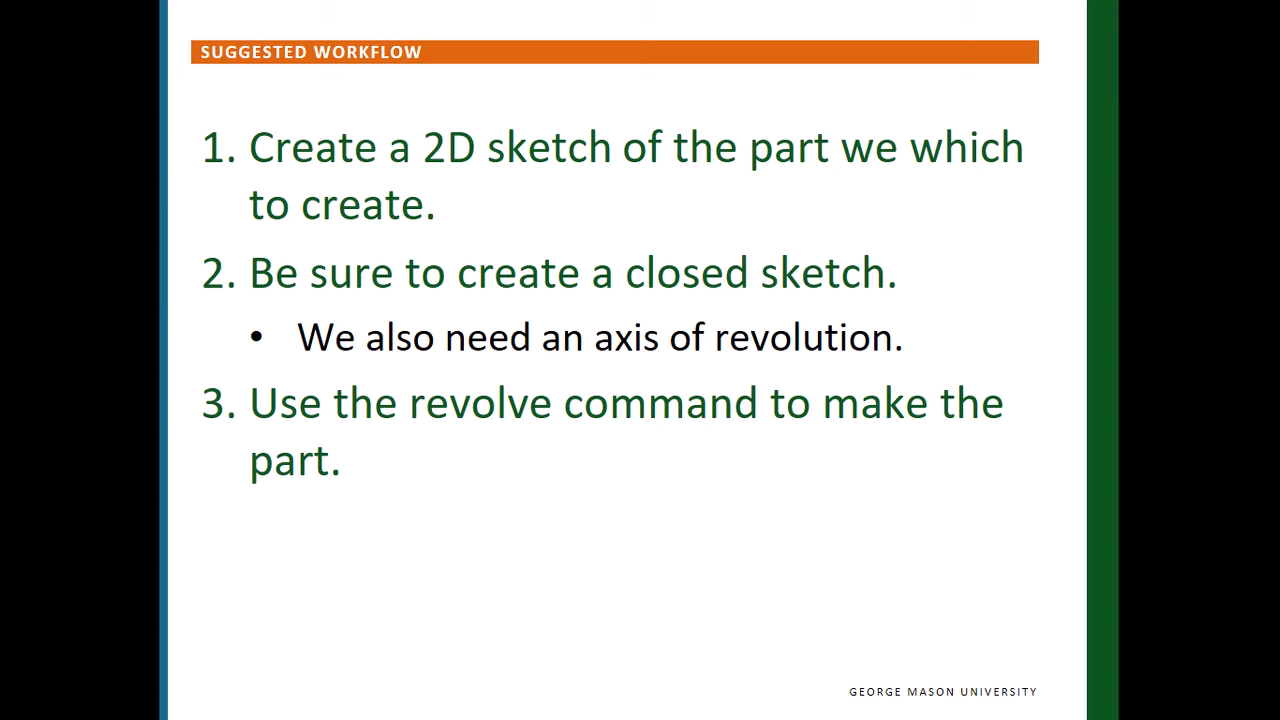 SUGGESTED WORKFLOW
1. Create a 2D sketch of the part we which
to create.
2. Be sure to create a closed sketch.
• We also need an axis of revolution.
3. Use the revolve command to make the
part.
GEORGE MASON UNIVERSITY